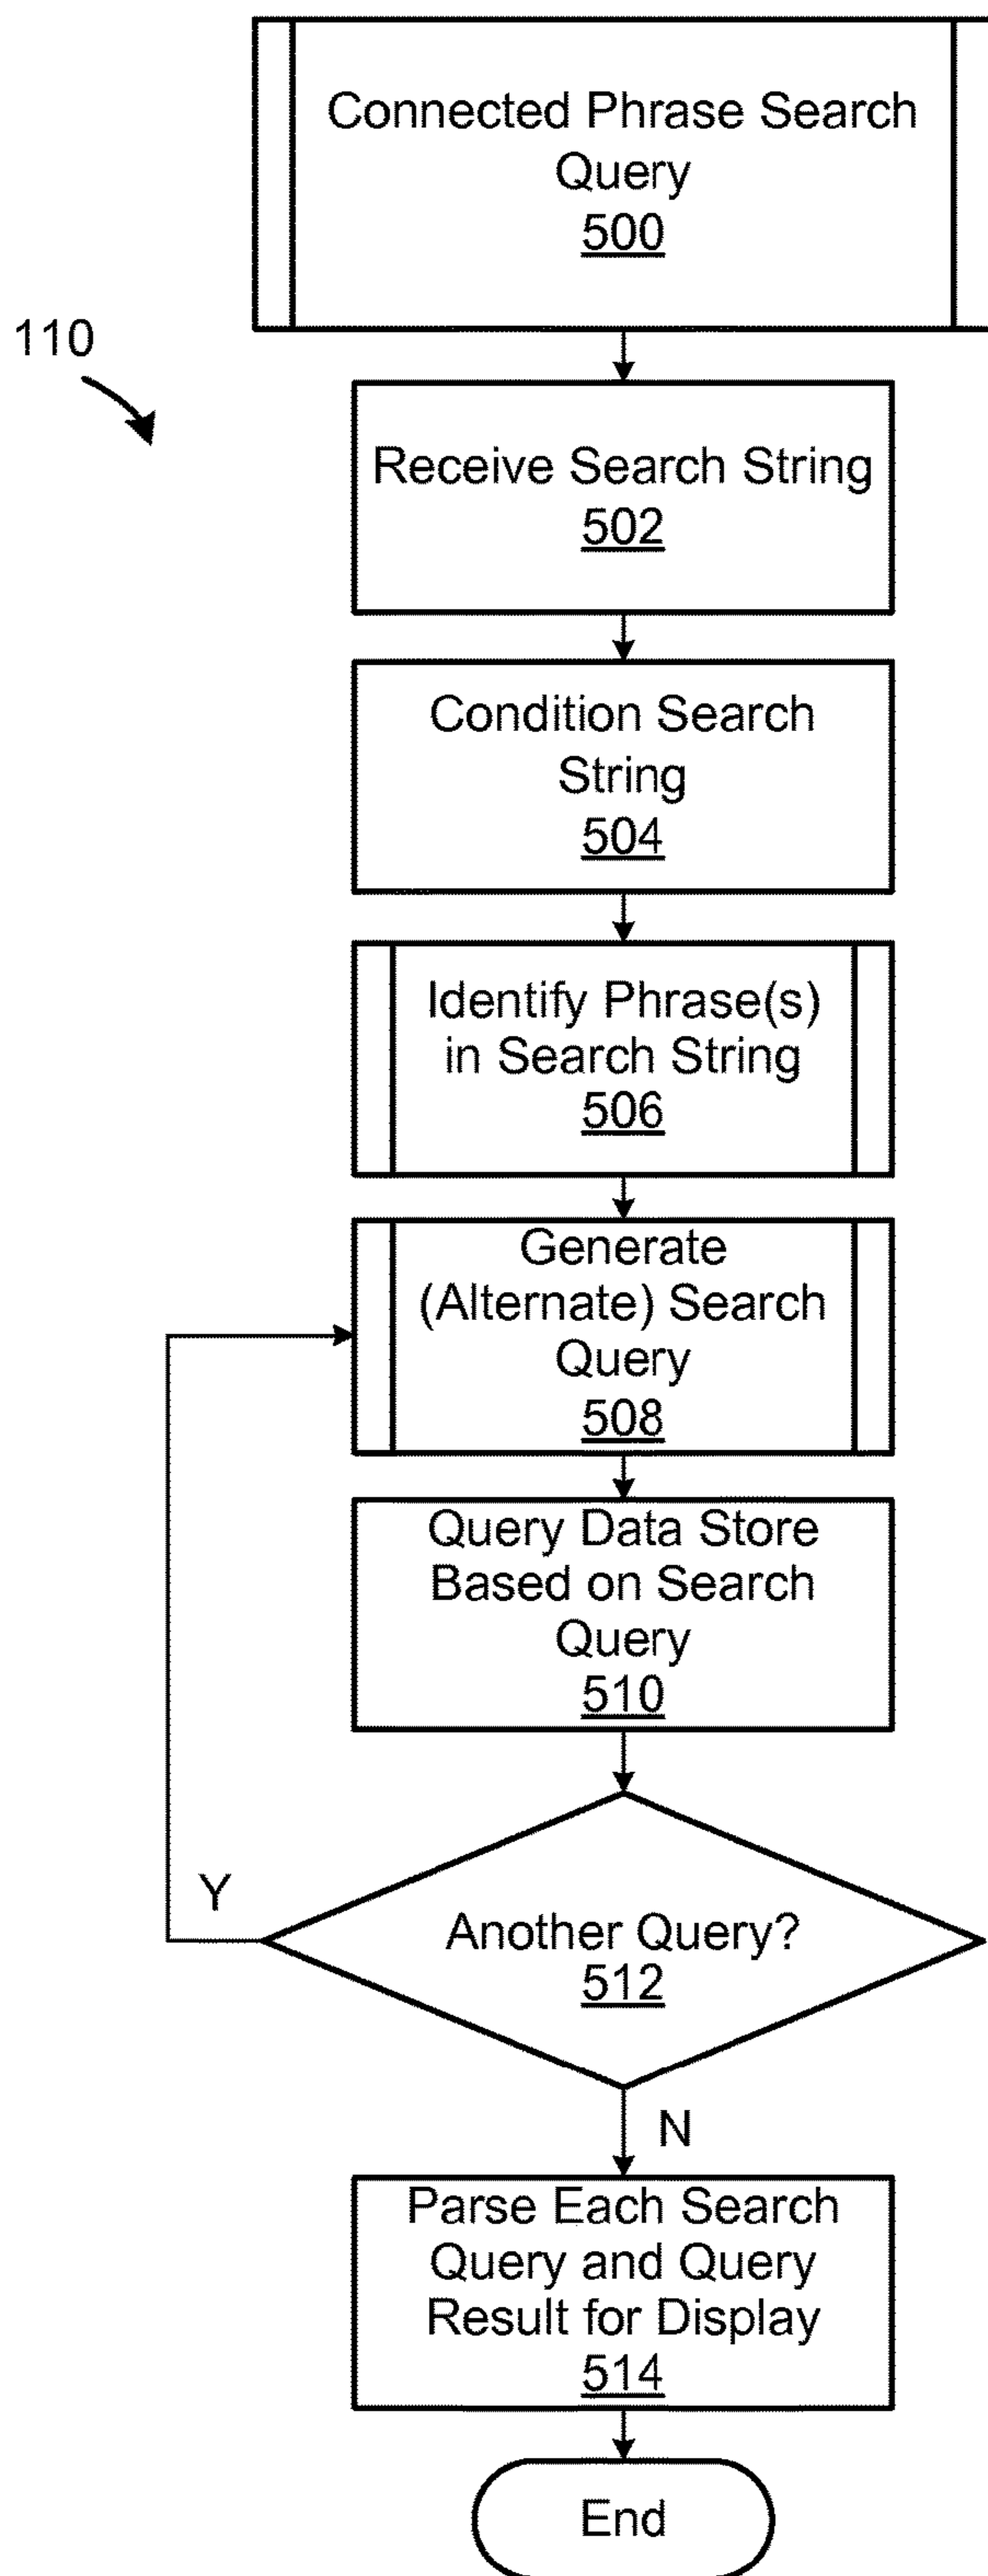 Connected Phrase Search
Query
500
110
Receive Search String
502
Condition Search
String
504
Identify Phrase(s)
in Search String
506
Generate
(Alternate) Search
Query
508
Query Data Store
Based on Search
Query
510
Y
Another Query?
512
N
Parse Each Search
Query and Query
Result for Display
514
End